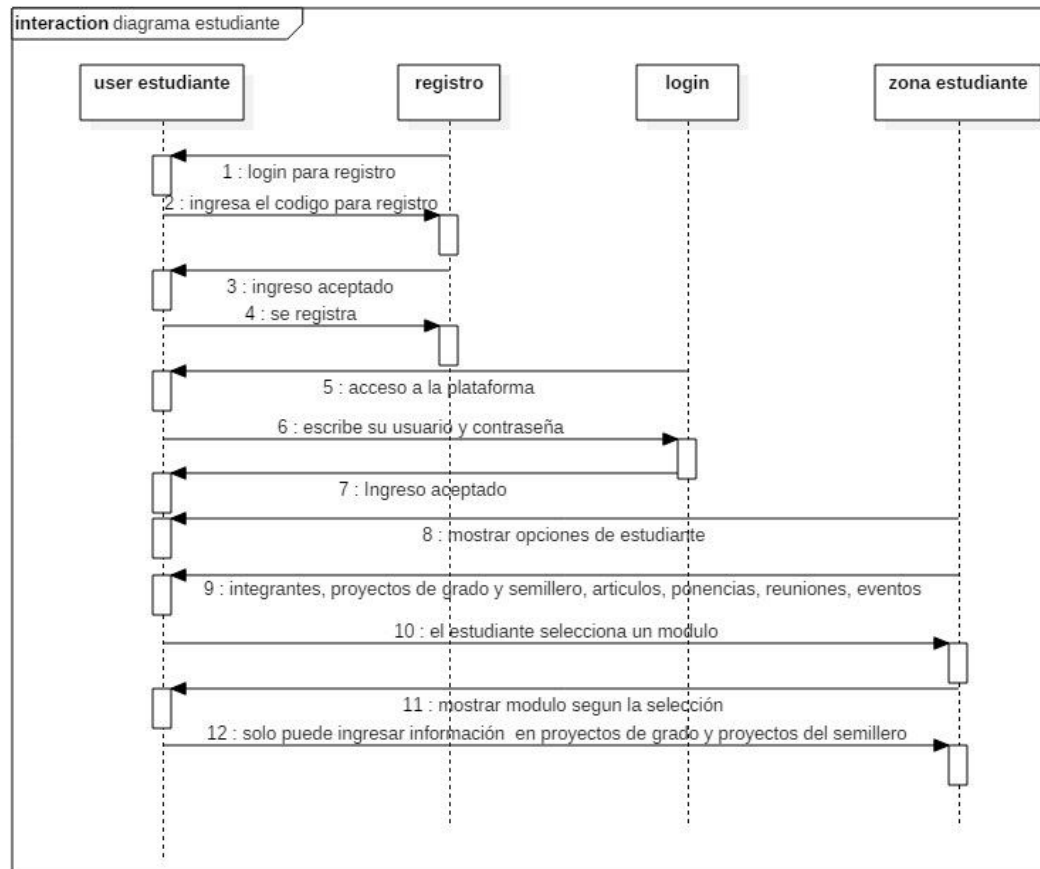 interaction diagrama estudiante
user estudiante
registro
login
zona estudiante
1 : login para registro
2 : ingresa el codigo para registro
3 : ingreso aceptado
4 : se registra
5 : acceso a la plataforma
6 : escribe su usuario y contraseña
7 : Ingreso aceptado
8 : mostrar opciones de estudiante
9 : integrantes, proyectos de grado y semillero, articulos, ponencias, reuniones, eventos
10 : el estudiante selecciona un modulo
11 : mostrar modulo segun la selección
12 : solo puede ingresar información en proyectos de grado y proyectos del semillero